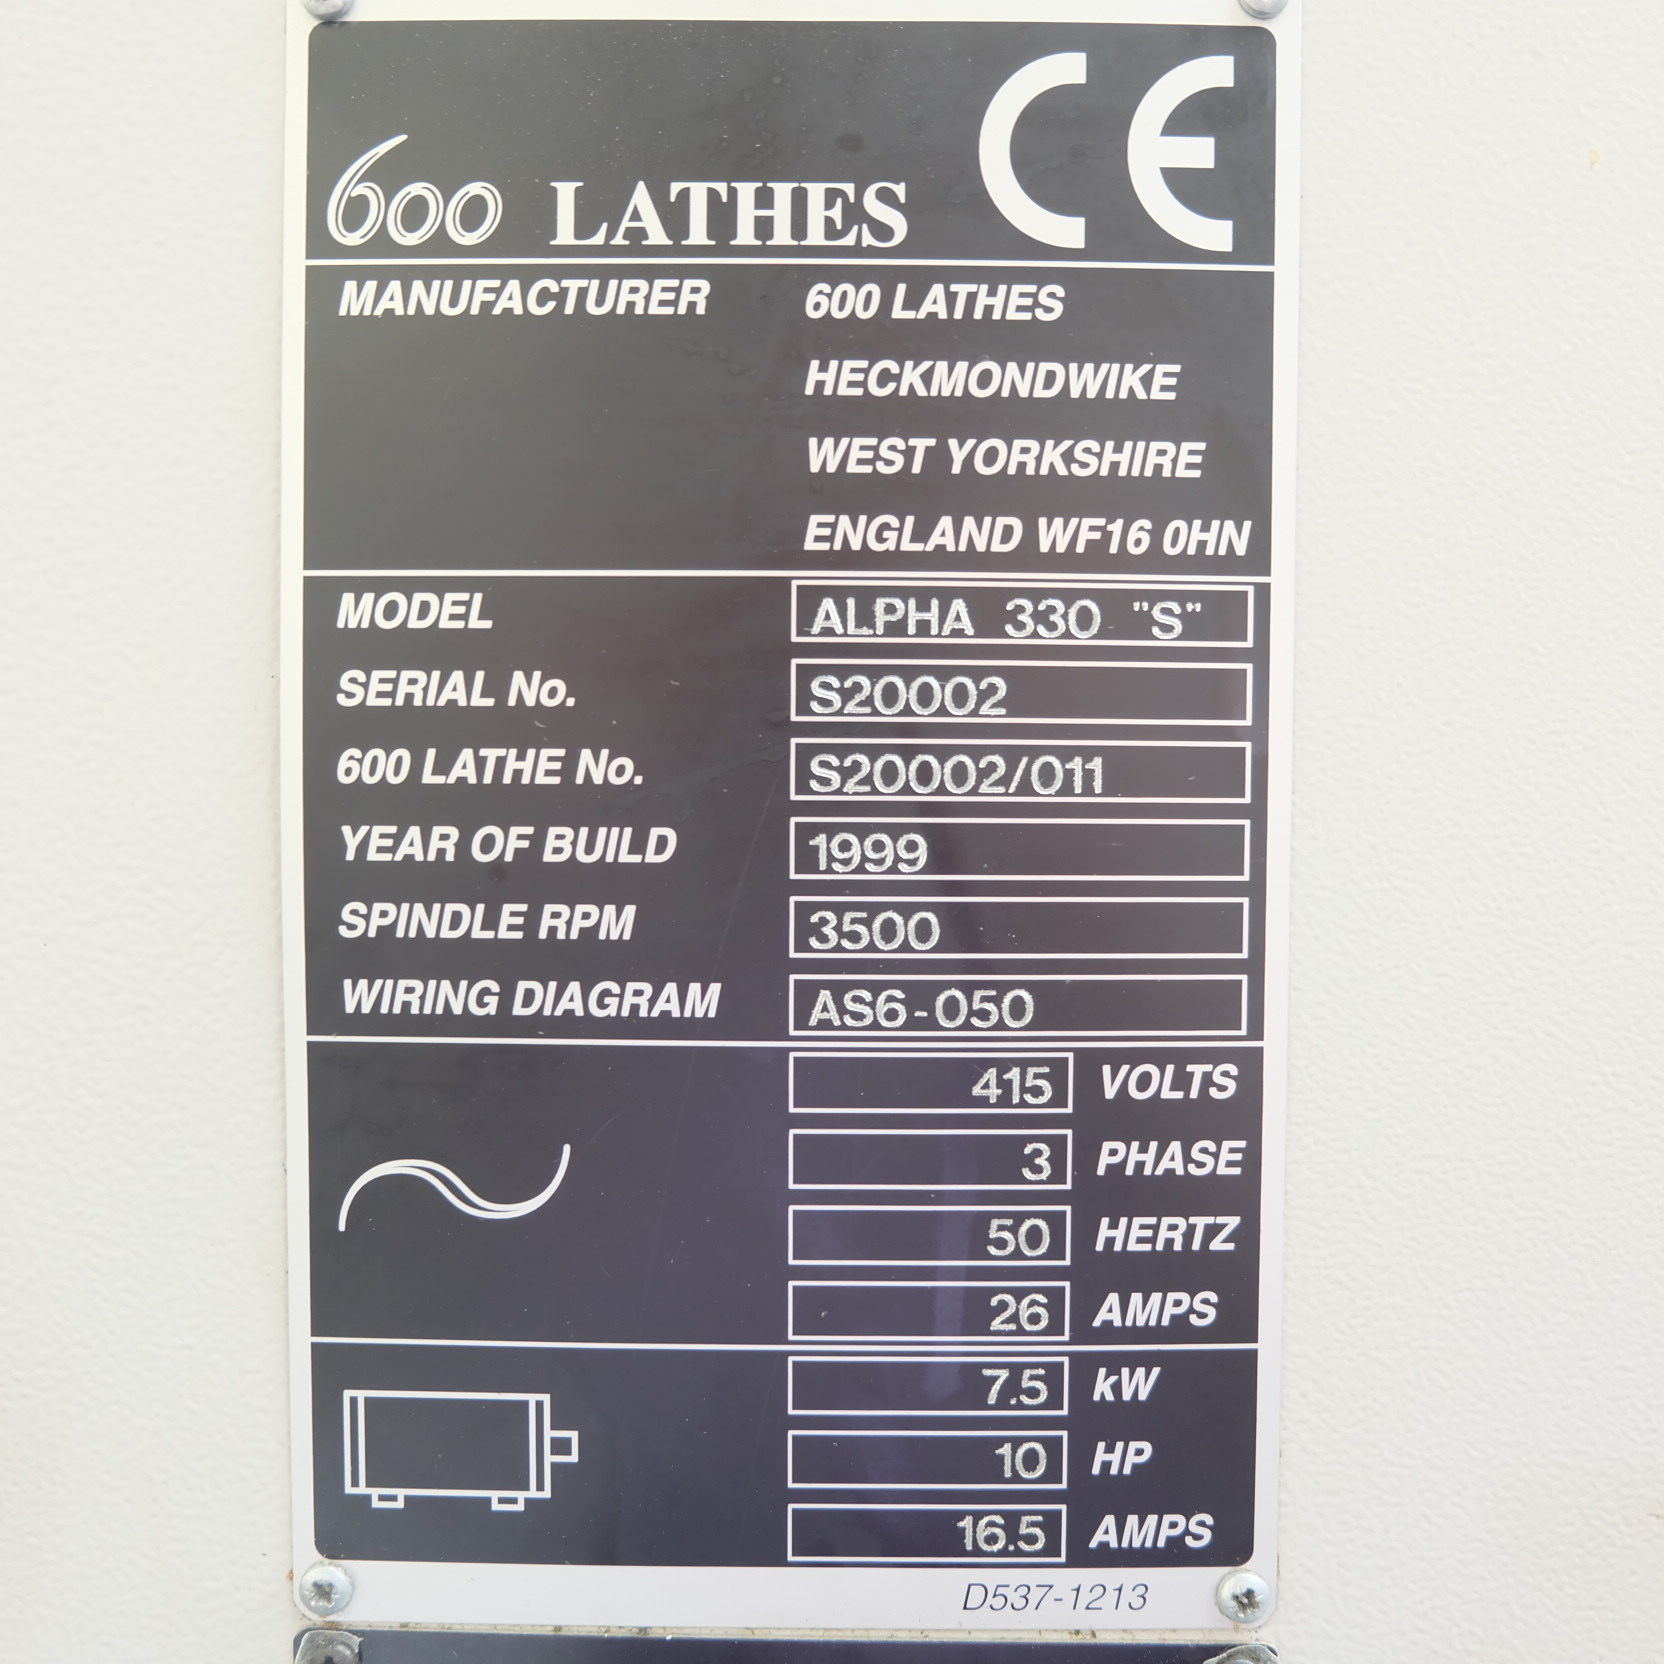 600 LATHES CE
MANUFACTURER 600 LATHES
HECKMONDWIKE
WEST YORKSHIRE
ENGLAND WF16 0HN
MODEL ALPHA 330 "S"
SERIAL No. S20002
600 LATHE No. S20002/011
YEAR OF BUILD 1999
SPINDLE RPM 3500
WIRING DIAGRAM AS6-050
415 VOLTS
3 PHASE
50 HERTZ
26 AMPS
7.5 kW
10 HP
16.5 AMPS
D537-1213